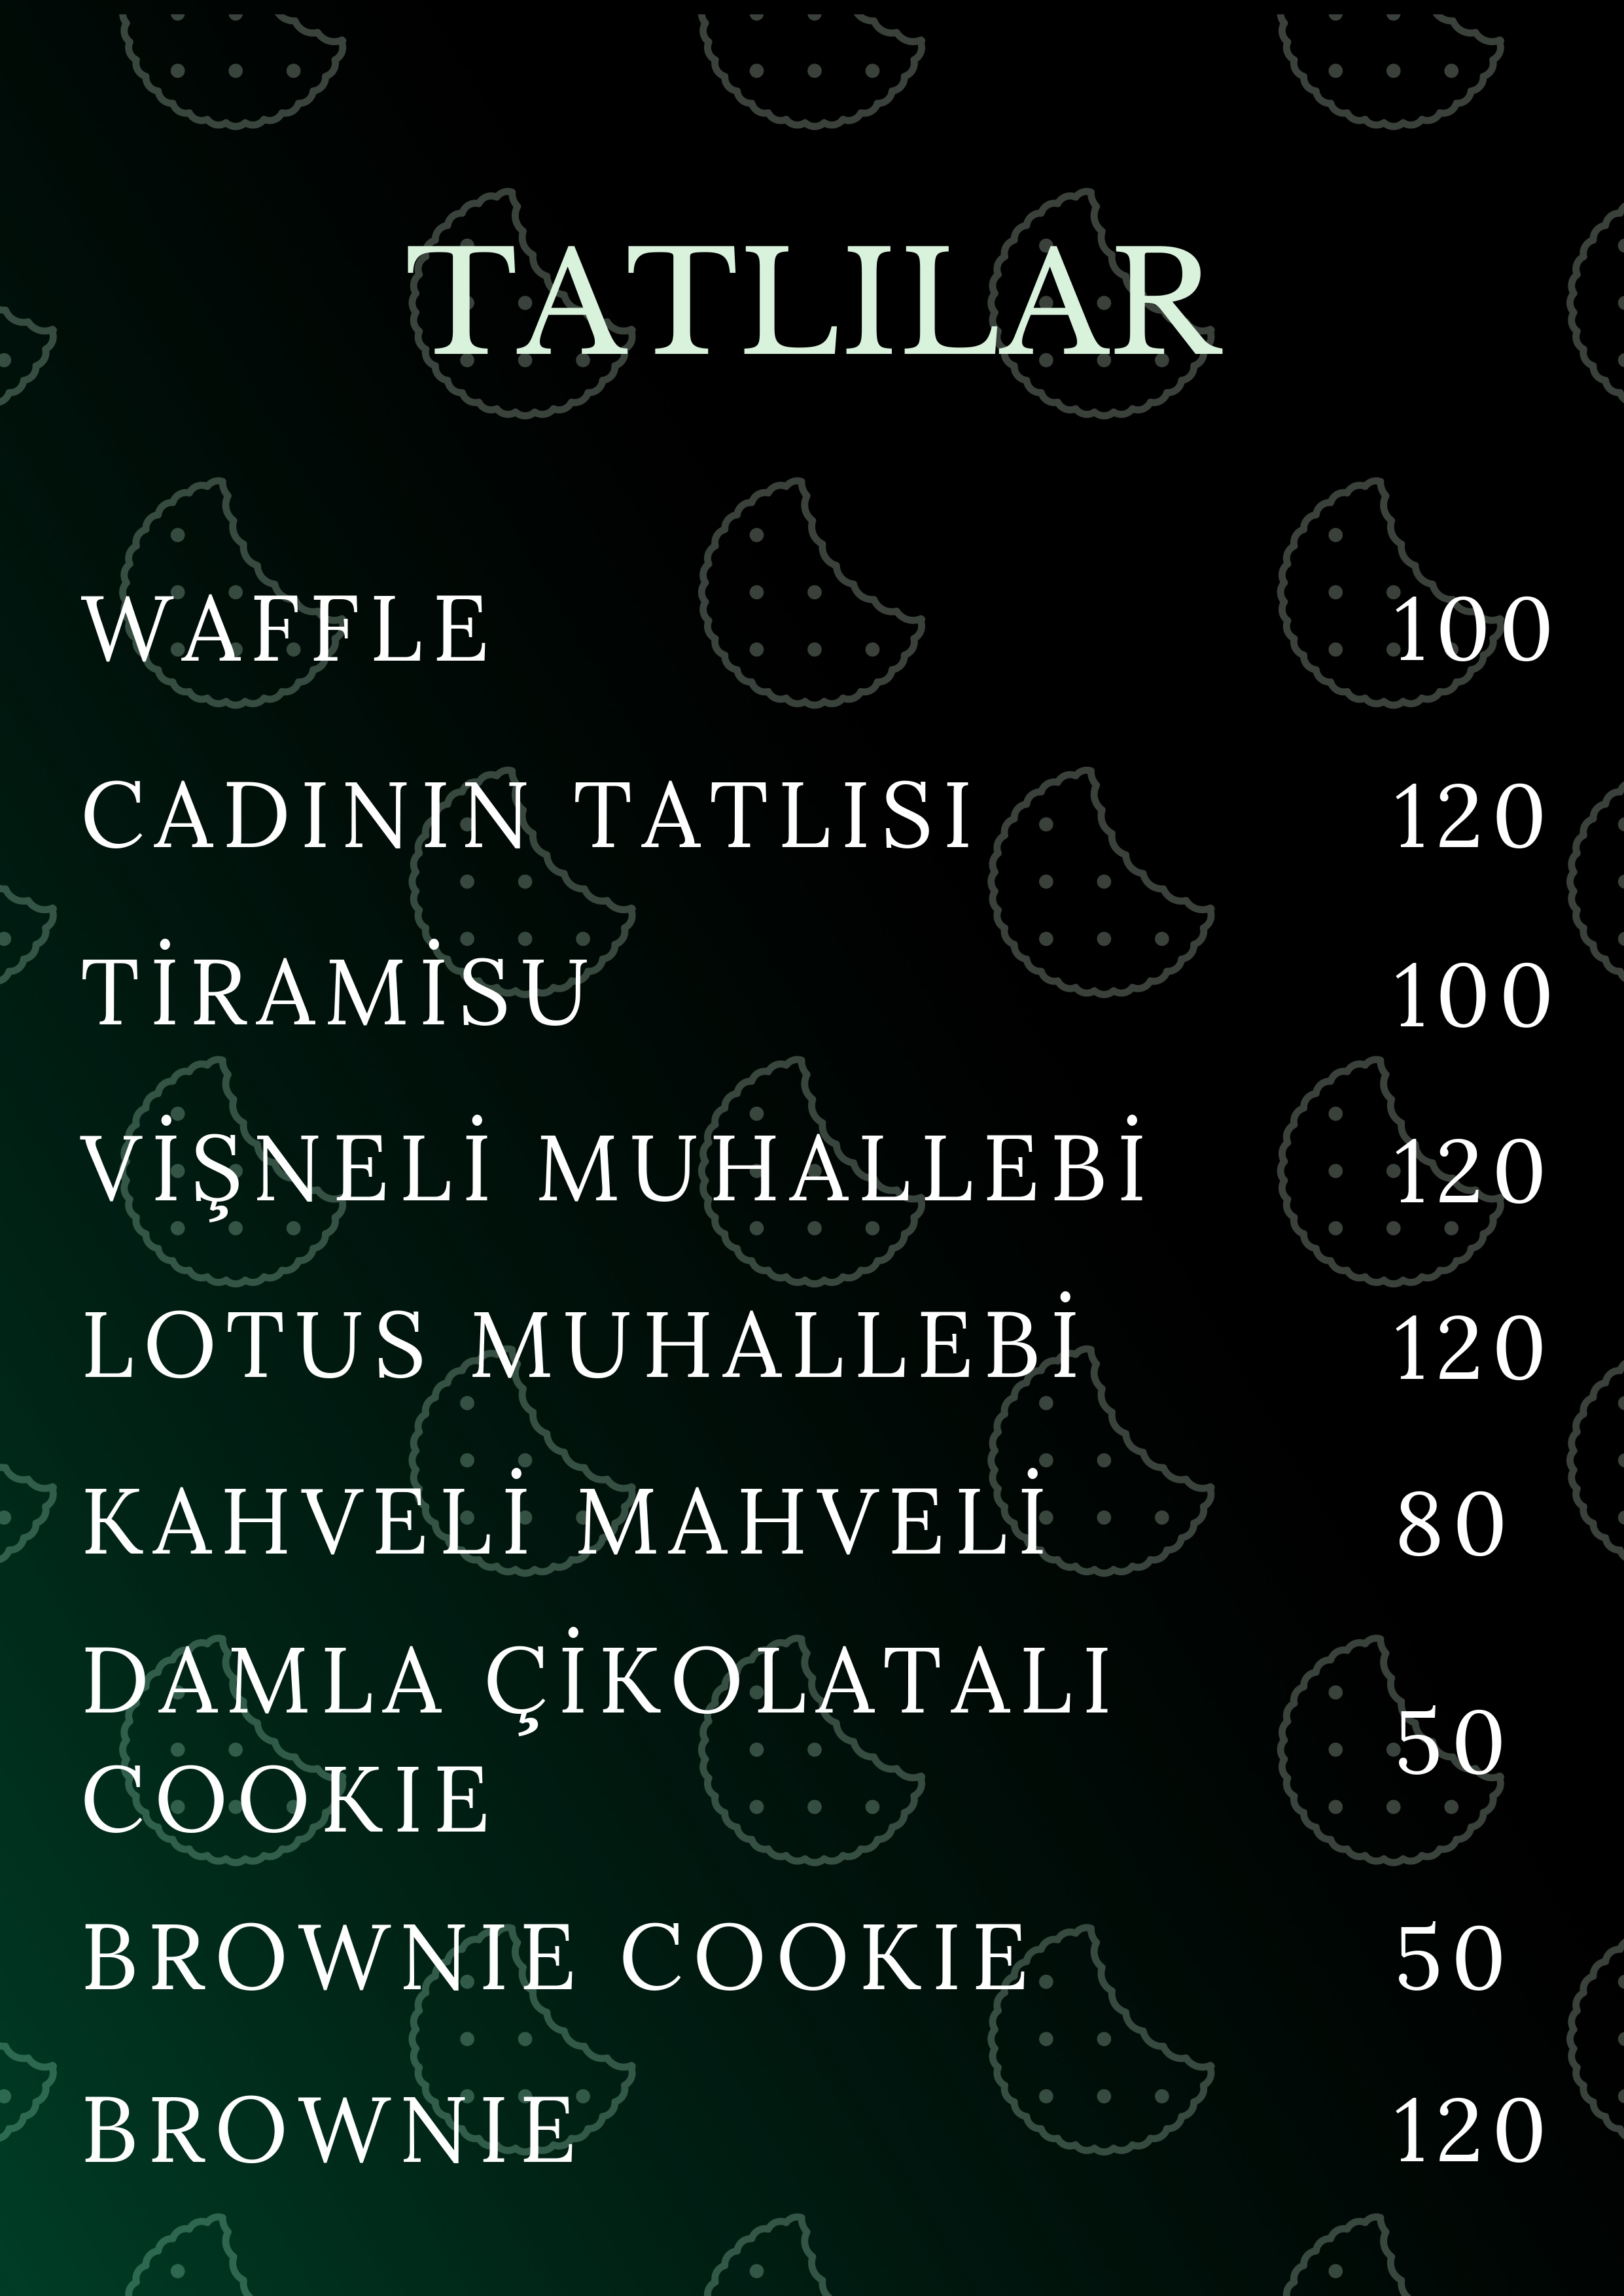 TATLILAR
WAFFLE 100
CADININ TATLISI 120
TİRAMİSU 100
VİŞNELİ MUHALLEBİ 120
LOTUS MUHALLEBİ 120
KAHVELİ MAHVELİ 80
DAMLA ÇİKOLATALI
COOKIE 50
BROWNIE COOKIE 50
BROWNIE 120